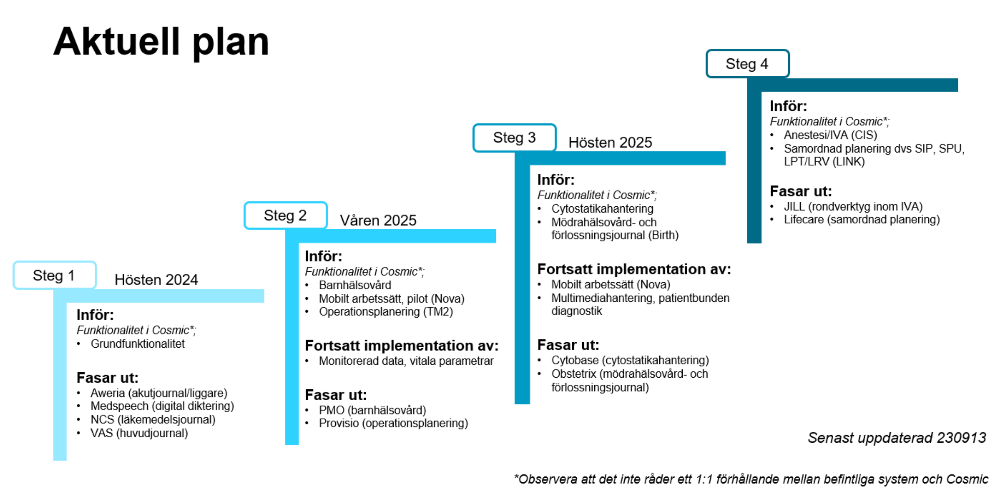 Aktuell plan
Steg 1
Hösten 2024
Inför:
Funktionalitet i Cosmic*;
• Grundfunktionalitet
Fasar ut:
• Aweria (akutjournal/liggare)
• Medspeech (digital diktering)
• NCS (läkemedelsjournal)
• VAS (huvudjournal)
Steg 2
Våren 2025
Inför:
Funktionalitet i Cosmic*;
• Barnhälsovård
• Mobilt arbetssätt, pilot (Nova)
• Operationsplanering (TM2)
Fortsatt implementation av:
• Monitorerad data, vitala parametrar
Fasar ut:
• PMO (barnhälsovård)
• Provisio (operationsplanering)
Steg 3
Hösten 2025
Inför:
Funktionalitet i Cosmic*;
• Cytostatikahantering
• Mödrahälsovård- och
förlossningsjournal (Birth)
Fortsatt implementation av:
• Mobilt arbetssätt (Nova)
• Multimediahantering, patientbunden
diagnostik
Fasar ut:
• Cytobase (cytostatikahantering)
• Obstetrix (mödrahälsovård- och
förlossningsjournal)
Steg 4
Inför:
Funktionalitet i Cosmic*;
• Anestesi/IVA (CIS)
• Samordnad planering dvs SIP, SPU,
LPT/LRV (LINK)
Fasar ut:
• JILL (rondverktyg inom IVA)
• Lifecare (samordnad planering)
Senast uppdaterad 230913
*Observera att det inte råder ett 1:1 förhållande mellan befintliga system och Cosmic